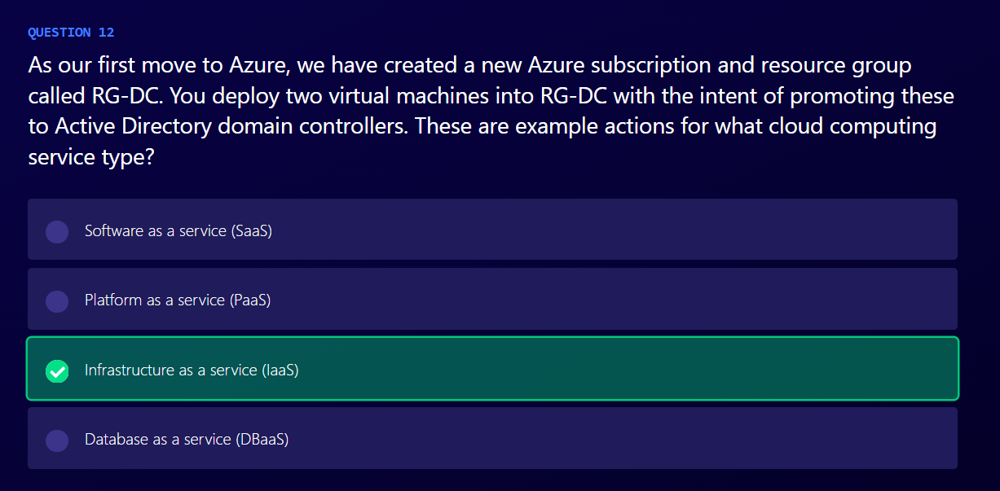 QUESTION 12
As our first move to Azure, we have created a new Azure subscription and resource group
called RG-DC. You deploy two virtual machines into RG-DC with the intent of promoting these
to Active Directory domain controllers. These are example actions for what cloud computing
service type?
Software as a service (SaaS)
Platform as a service (PaaS)
Infrastructure as a service (IaaS)
Database as a service (DBaaS)